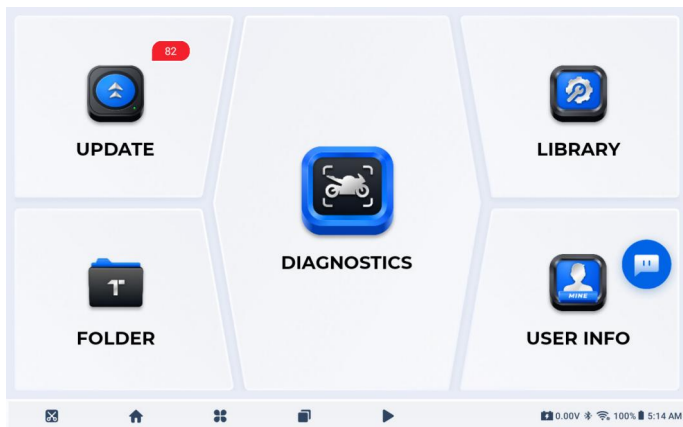 82
UPDATE
LIBRARY
DIAGNOSTICS
T
FOLDER
MINE
USER INFO
0.00V 100% 5:14 AM